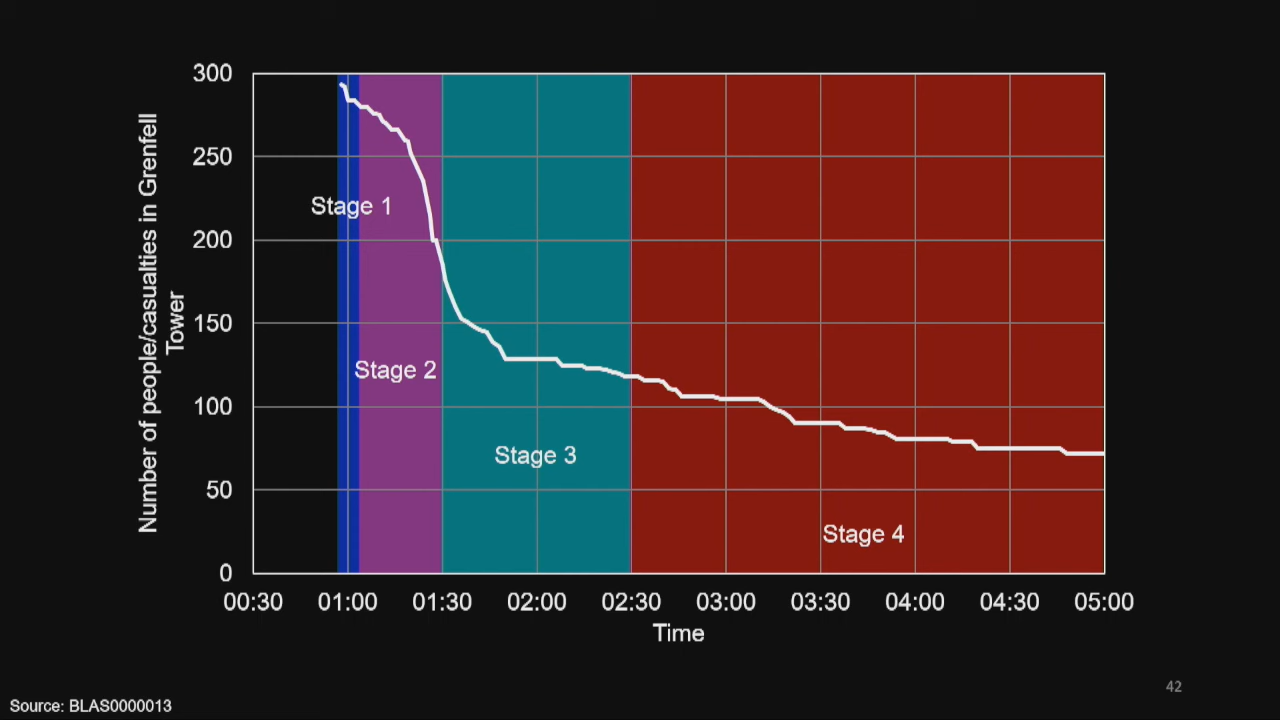 Number of people/casualties in Grenfell
Tower
300
250
200
150
100
50
0
Stage 1
Stage 2
Stage 3
Stage 4
00:30 01:00 01:30 02:00 02:30 03:00 03:30 04:00 04:30 05:00
Time
42
Source: BLAS0000013